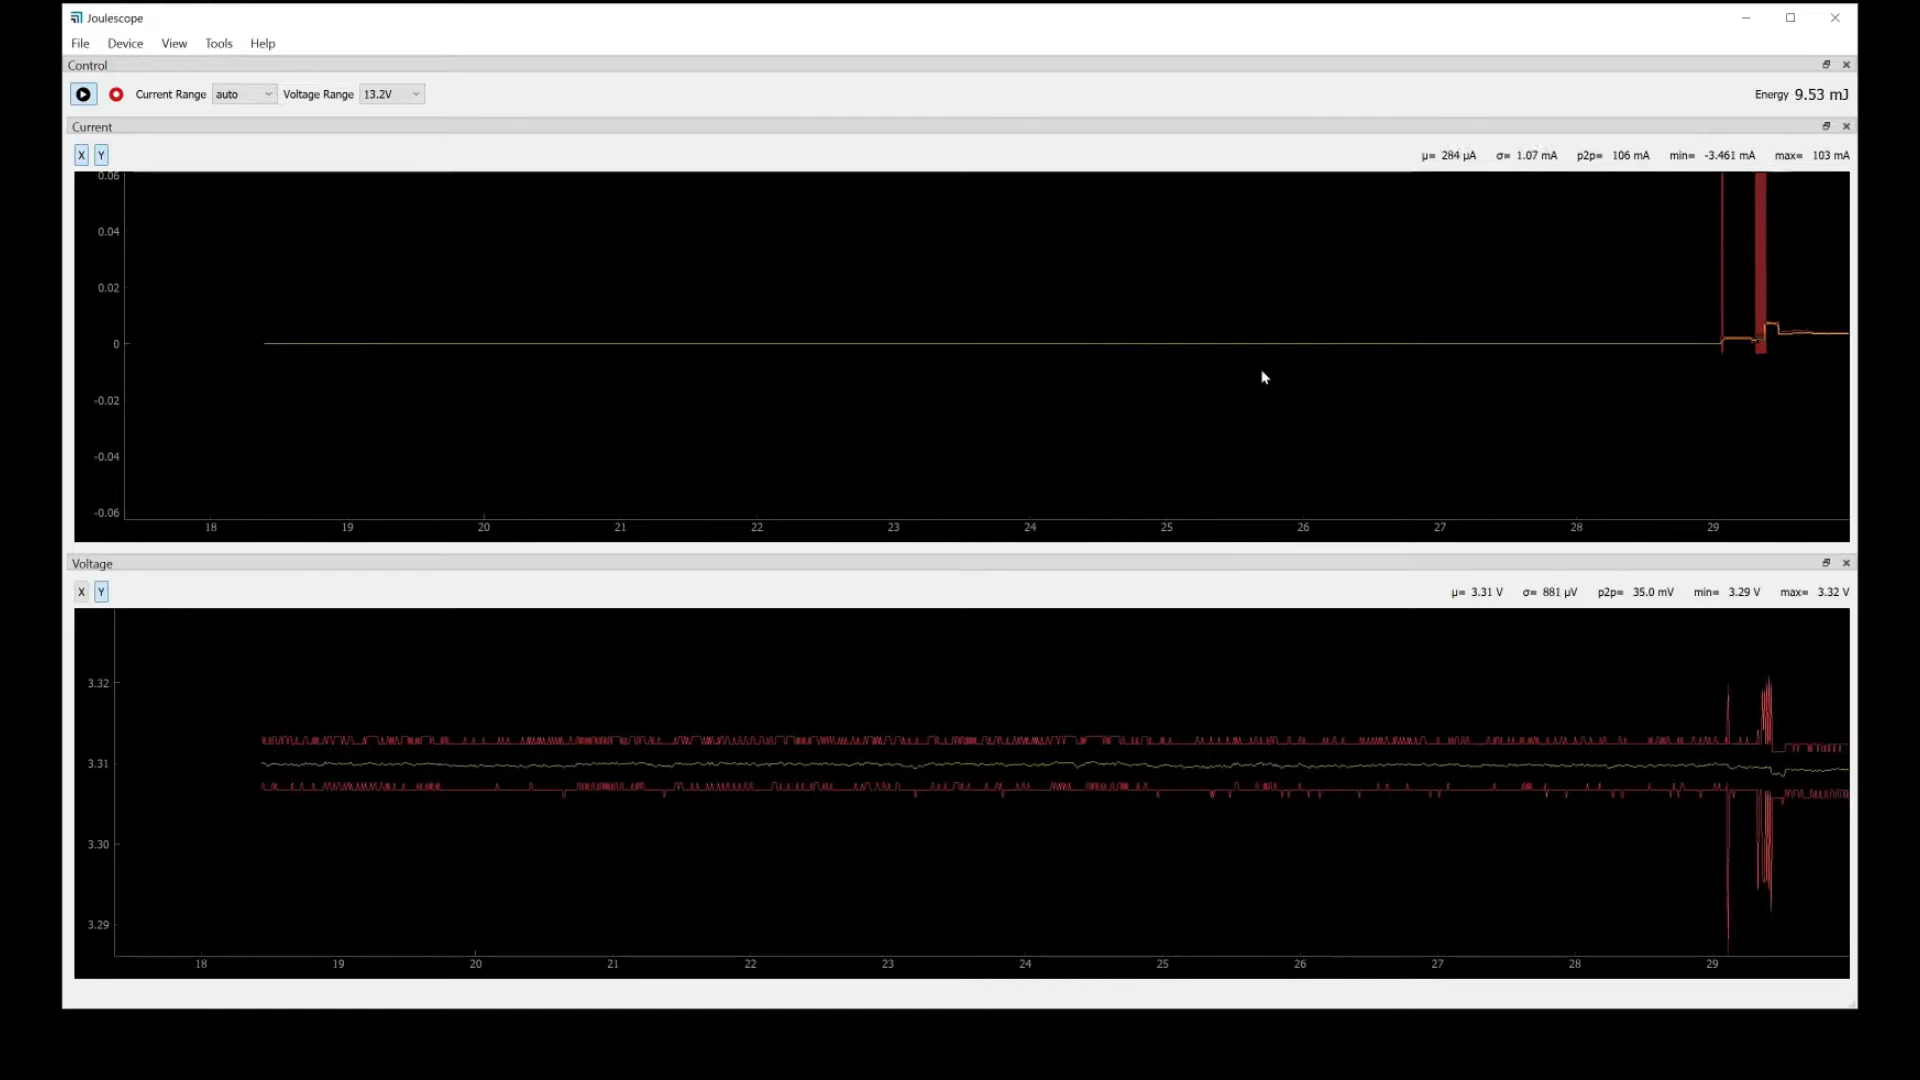 Joulescope
File Device View Tools Help
Control
Current Range auto Voltage Range 13.2V Energy 9.53 mJ
Current
X Y μ= 284 μA σ= 1.07 mA p2p= 106 mA min= -3.461 mA max= 103 mA
0.06
0.04
0.02
0
-0.02
-0.04
-0.06
18 19 20 21 22 23 24 25 26 27 28 29
Voltage
X Y μ= 3.31 V σ= 881 μV p2p= 35.0 mV min= 3.29 V max= 3.32 V
3.32
3.31
3.30
3.29
18 19 20 21 22 23 24 25 26 27 28 29